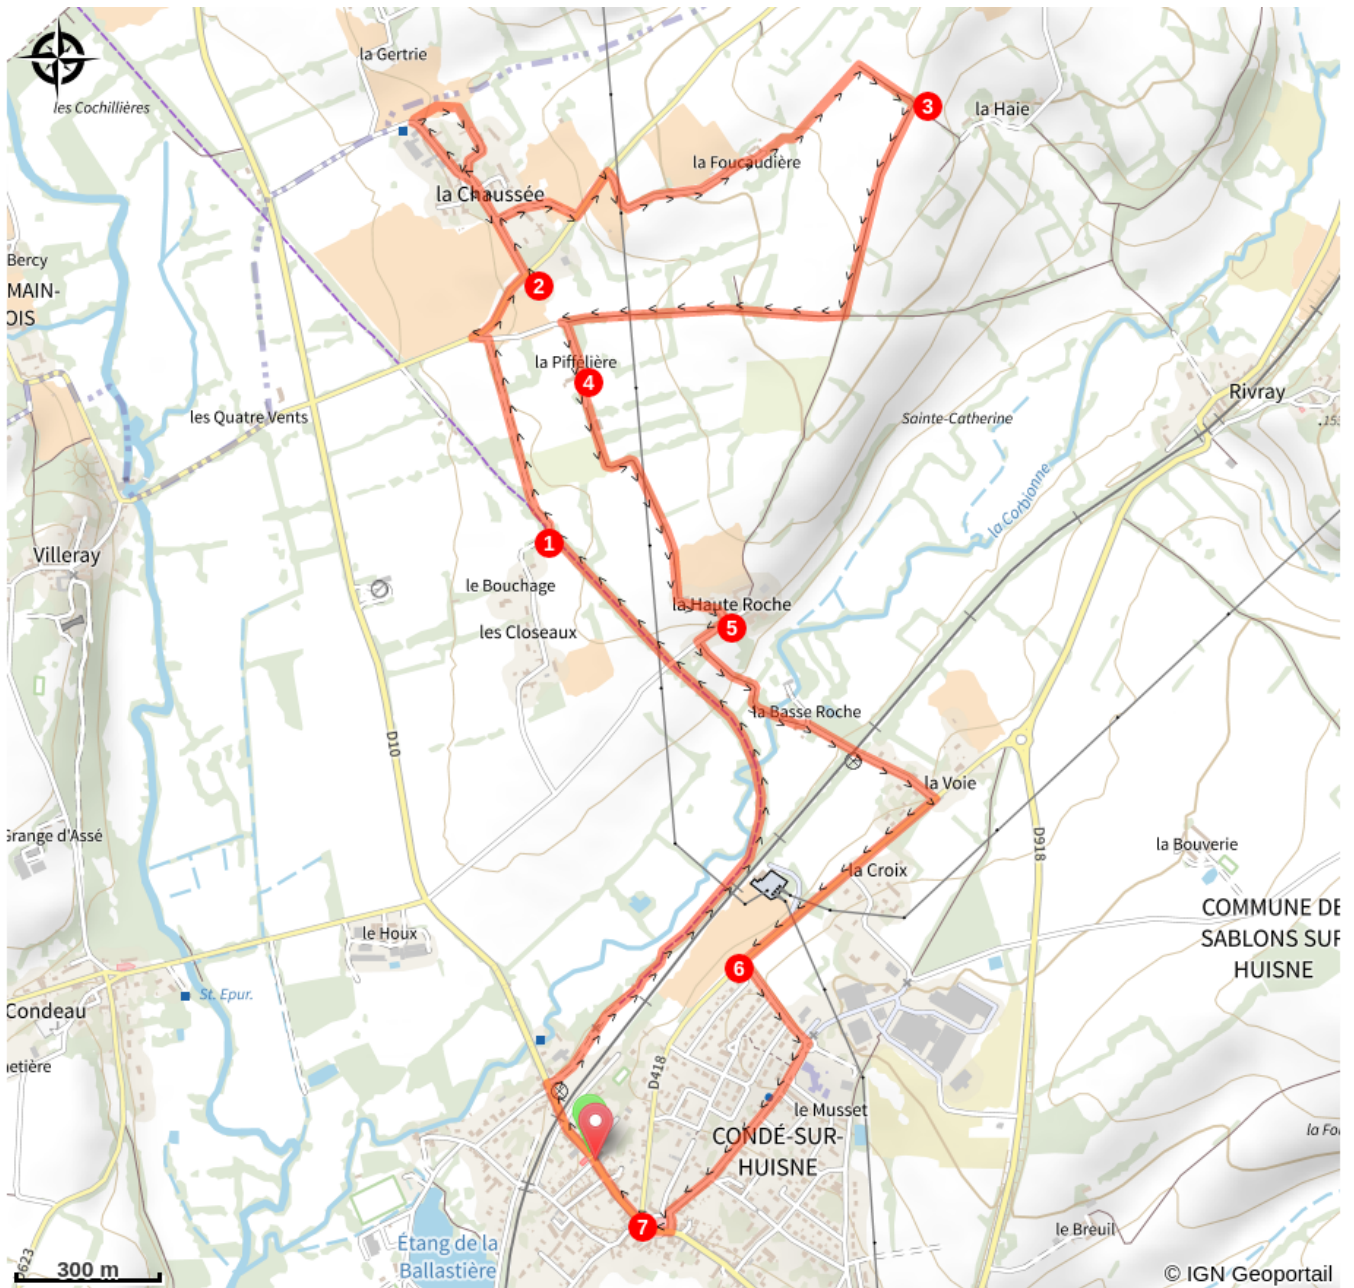 la Gertrie
les Cochillières
3
la Haie
la Foucaudière
la Chaussée
Bercy
MAIN-
OIS
2
la Piffelière
4
Rivray
les Quatre Vents
Sainte-Catherine
la Corbionne
1
Villeray
le Bouchage
la Haute Roche
les Closeaux
5
la Basse Roche
D10
la Voie
Grange d'Assé
D918
la Bouverie
la Croix
COMMUNE DE
SABLONS SUR
HUISNE
le Houx
6
St. Epur.
Condeau
metière
D418
le Musset
CONDÉ-SUR-
HUISNE
la Fo
7
le Breuil
Étang de la
Ballastière
623
300 m
© IGN Geoportail